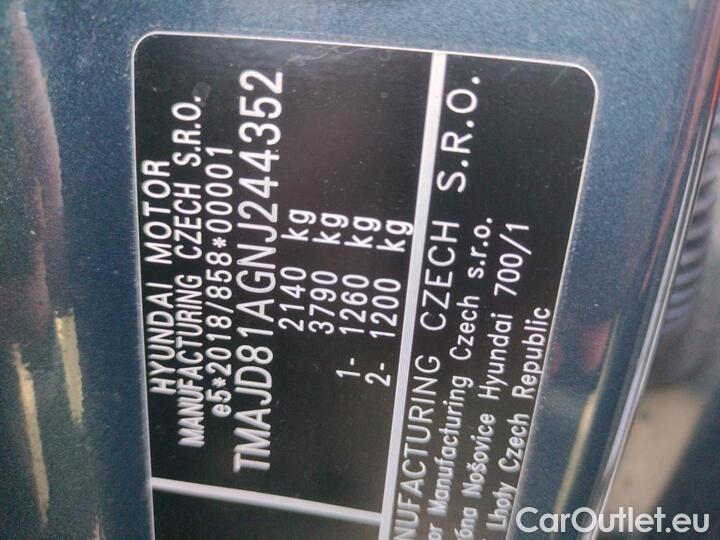 HYUNDAI MOTOR
MANUFACTURING CZECH S.R.O.
e5*2018/858*00001
TMAJD81AGNJ244352
2140 kg
3790 kg
1- 1260 kg
2- 1200 kg
CZECH S.R.O.
Manufacturing Czech s.r.o.
Nošovice Hyundai 700/1
Lhoty Czech Republic
CarOutlet.eu